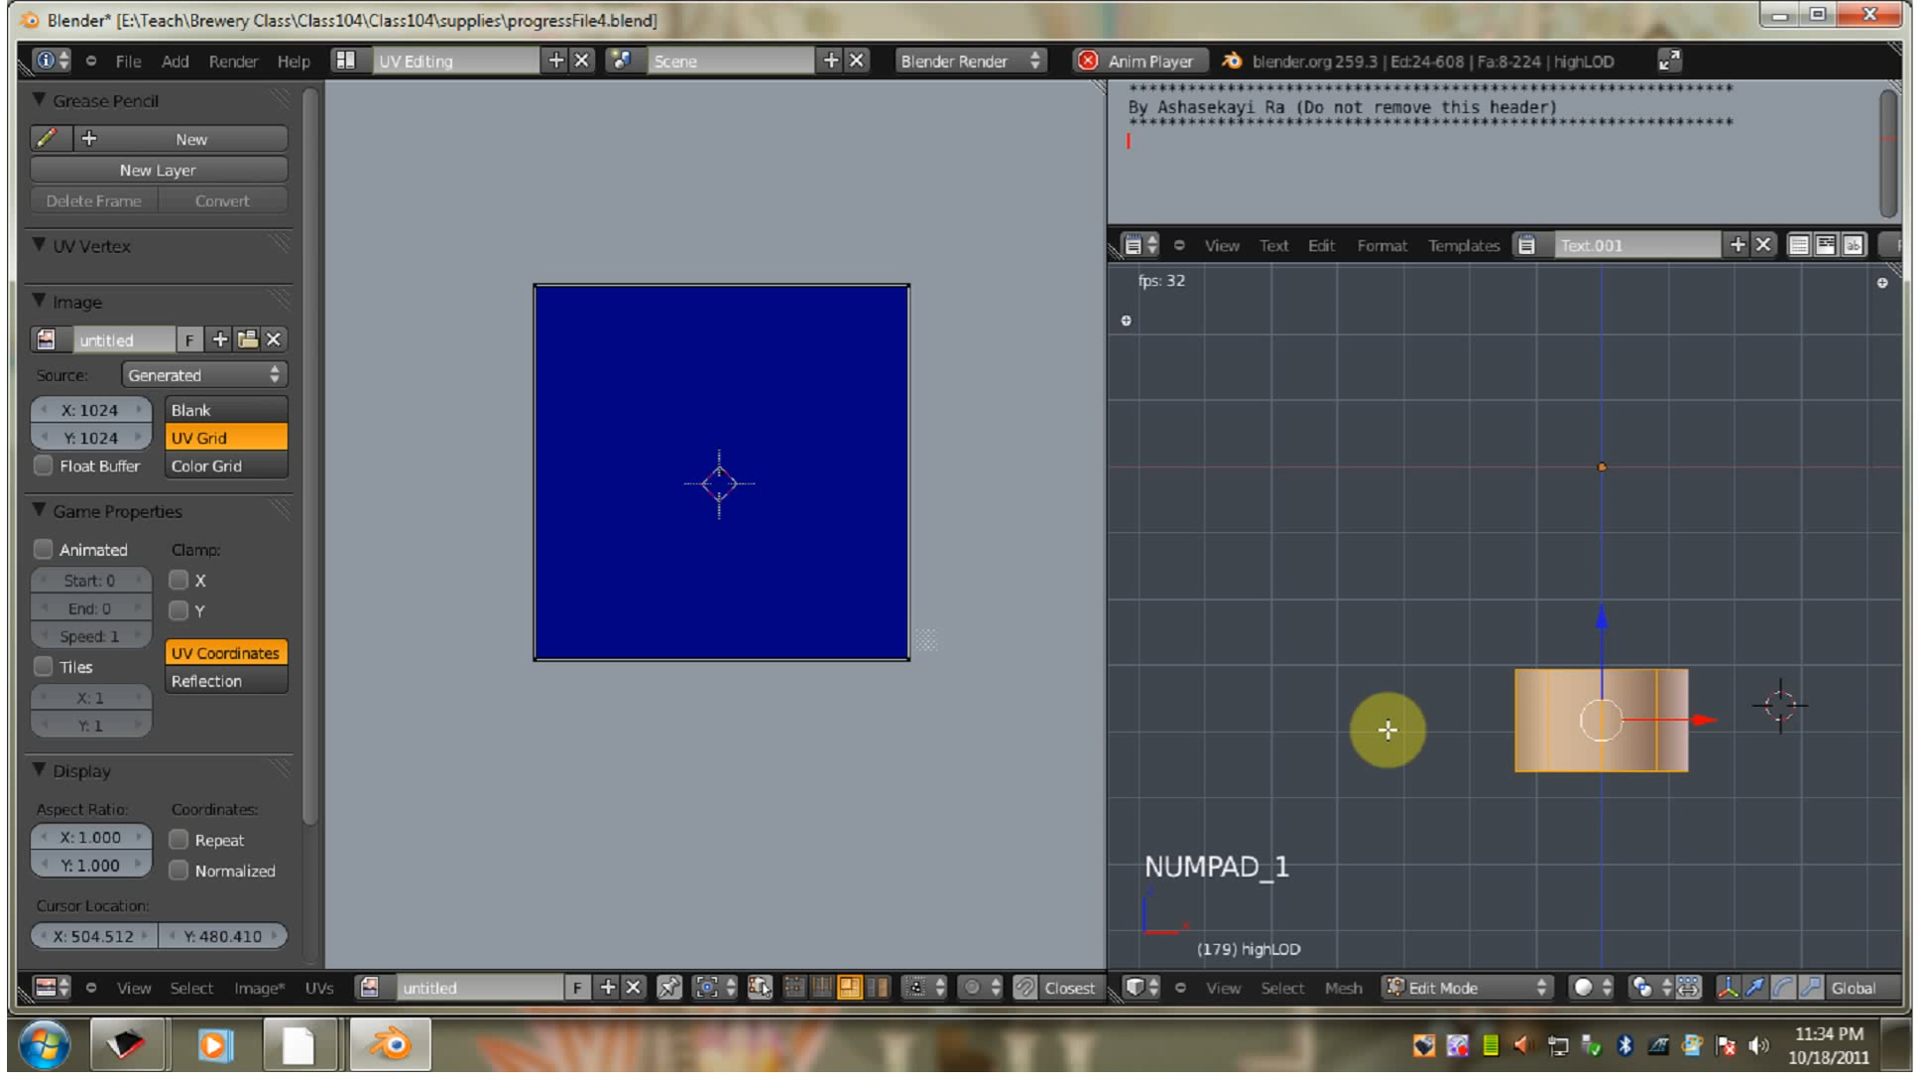 Blender* [E:\Teach\Brewery Class\Class104\Class104\supplies\progressFile4.blend]
File Add Render Help UV Editing Scene Blender Render Anim Player blender.org 259.3 | Ed:24-608 | Fa:8-224 | highLOD
Grease Pencil
New
New Layer
Delete Frame Convert
UV Vertex
Image
untitled F
Source: Generated
X: 1024 Blank
Y: 1024 UV Grid
Float Buffer Color Grid
Game Properties
Animated Clamp:
Start: 0 X
End: 0 Y
Speed: 1
UV Coordinates
Tiles
Reflection
X: 1
Y: 1
Display
Aspect Ratio: Coordinates:
X: 1.000 Repeat
Y: 1.000 Normalized
Cursor Location:
X: 504.512 Y: 480.410
View Select Image* UVs untitled F Closest
****************************************************************************
By Ashasekayi Ra (Do not remove this header)
****************************************************************************
View Text Edit Format Templates Text.001
fps: 32
NUMPAD_1
(179) highLOD
View Select Mesh Edit Mode Global
11:34 PM
10/18/2011